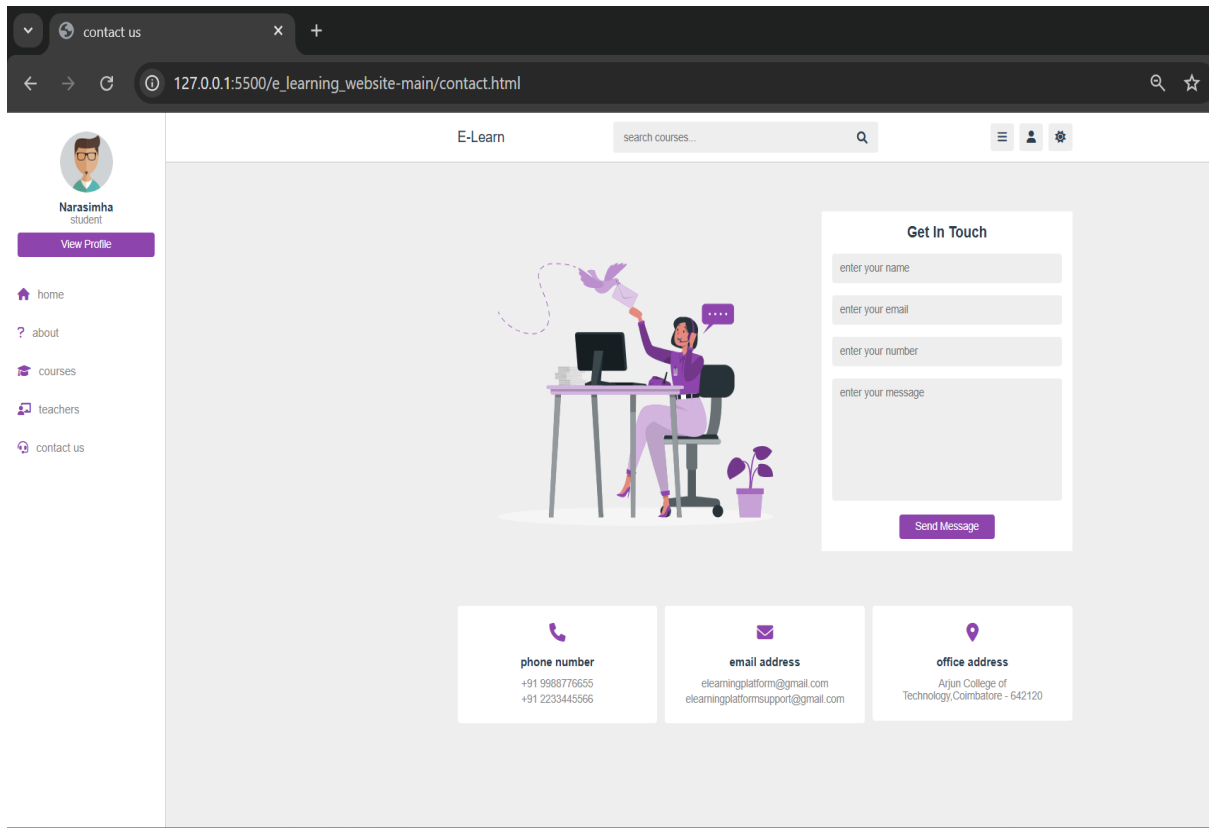 contact us
127.0.0.1:5500/e_learning_website-main/contact.html
E-Learn
search courses...
Narasimha
student
View Profile
home
? about
courses
teachers
contact us
Get In Touch
enter your name
enter your email
enter your number
enter your message
Send Message
phone number
+91 9988776655
+91 2233445566
email address
elearningplatform@gmail.com
elearningplatformsupport@gmail.com
office address
Arjun College of
Technology,Coimbatore - 642120